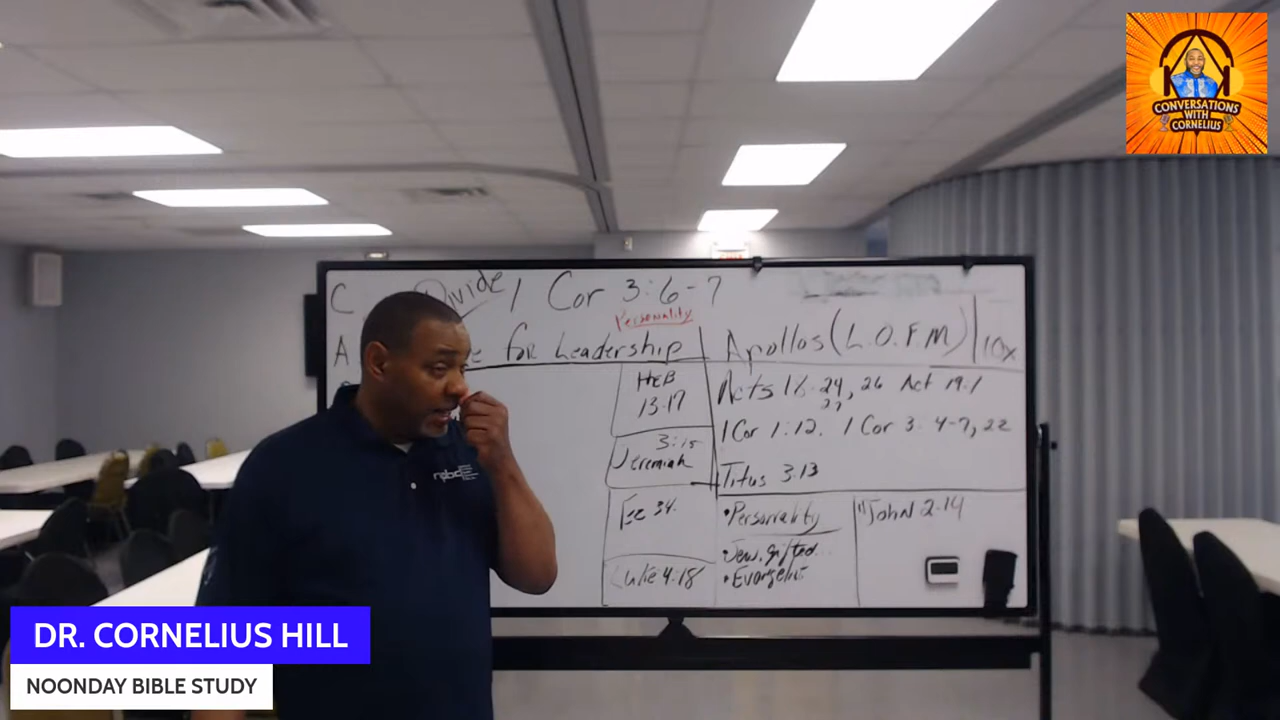 CONVERSATIONS
WITH
CORNELIUS
C Divide 1 Cor 3:6-7
Personality
A for Leadership
Apollos (L.O.F.M) 10x
HEB
13:17
3:15
Jeremiah
Eze 34
Luke 4:18
Acts 18:24, 26 Act 19:1
27
1 Cor 1:12. 1 Cor 3:4-7, 22
Titus 3:13
• Personality
• Jew. gifted..
• Evangelist
John 2:14
DR. CORNELIUS HILL
NOONDAY BIBLE STUDY